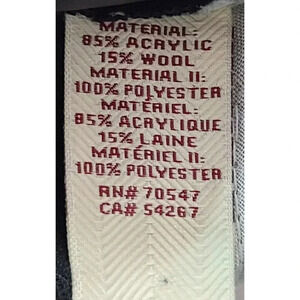 MATERIAL:
85% ACRYLIC
15% WOOL
MATERIAL II:
100% POLYESTER
MATÉRIEL:
85% ACRYLIQUE
15% LAINE
MATÉRIEL II:
100% POLYESTER
RN# 70547
CA# 54267